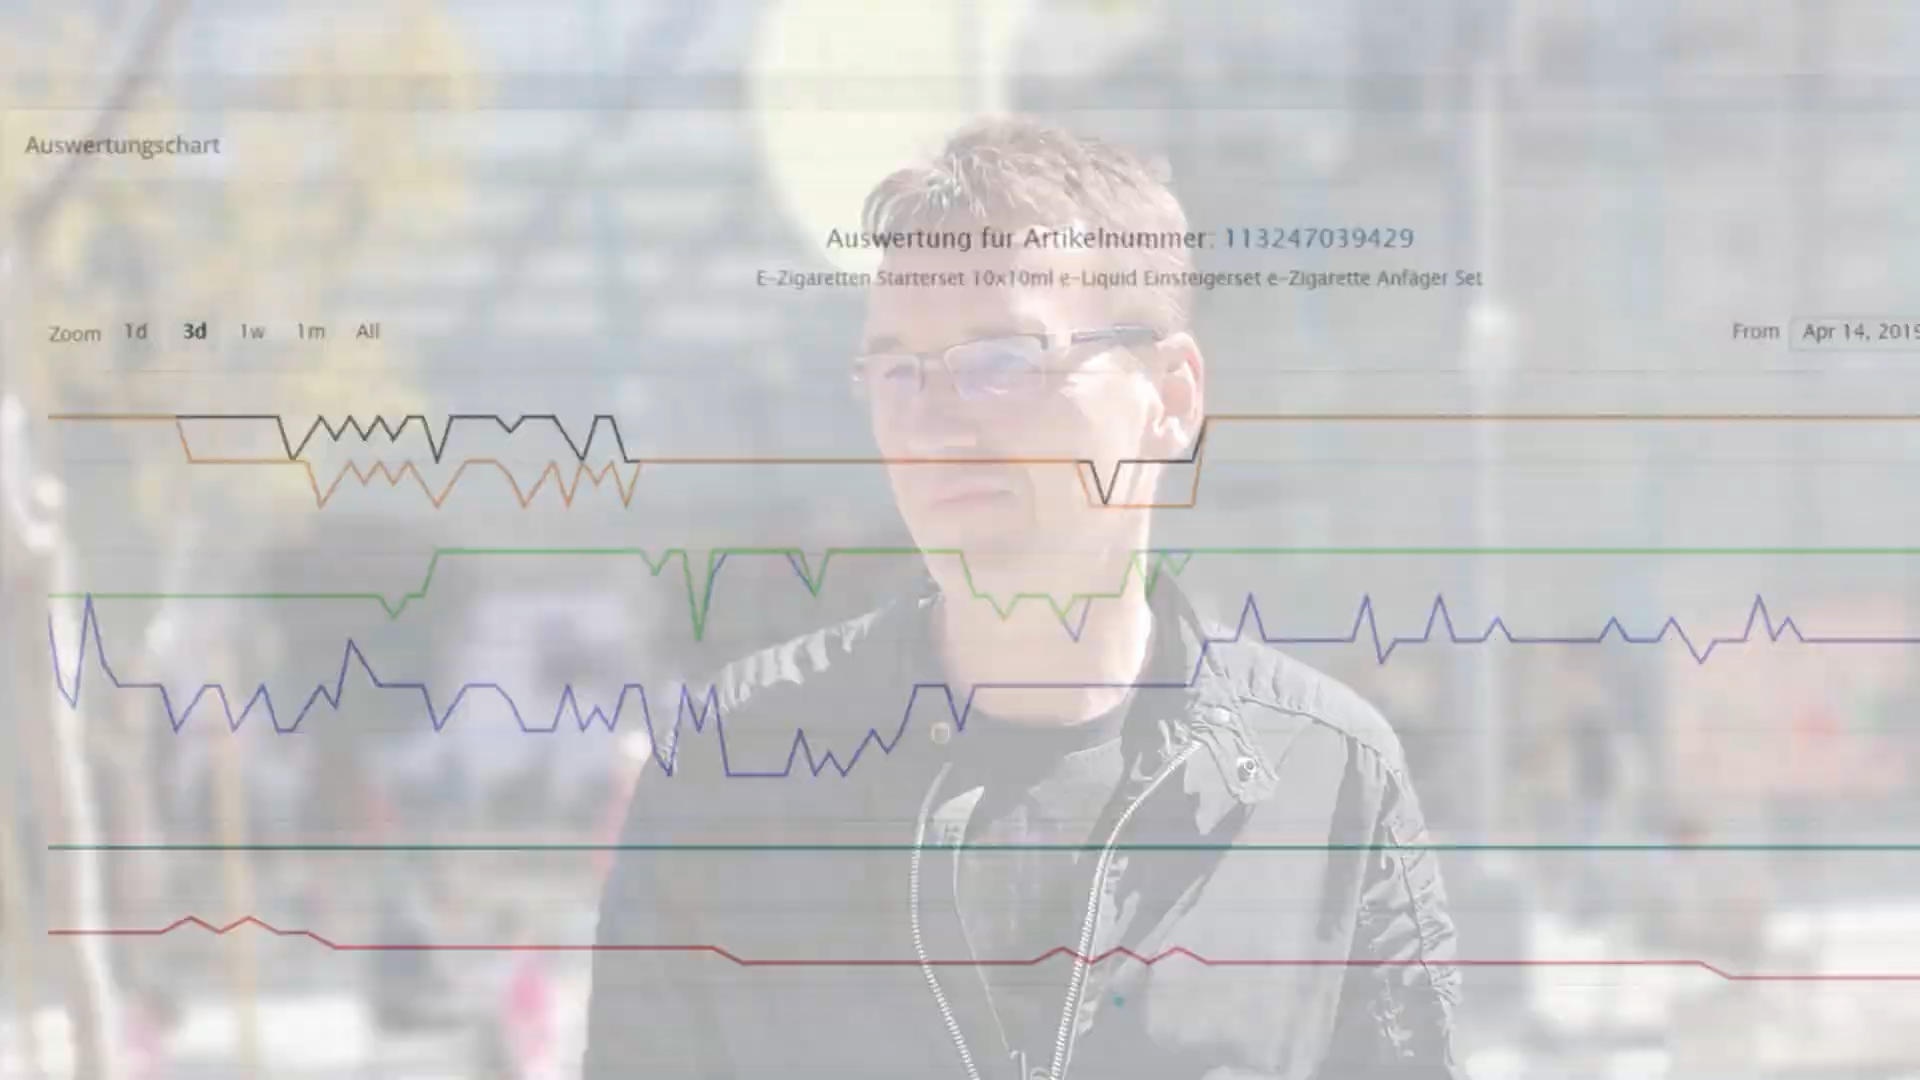 Auswertungschart
Auswertung für Artikelnummer: 113247039429
E-Zigaretten Starterset 10x10ml e-Liquid Einsteigerset e-Zigarette Anfäger Set
Zoom 1d 3d 1w 1m All From Apr 14, 2019